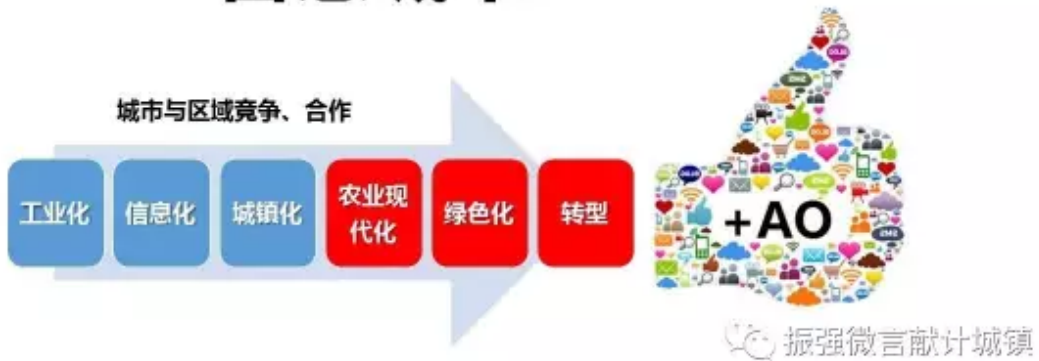 城市与区域竞争、合作
工业化
信息化
城镇化
农业现
代化
绿色化
转型
+AO
振强微言献计城镇